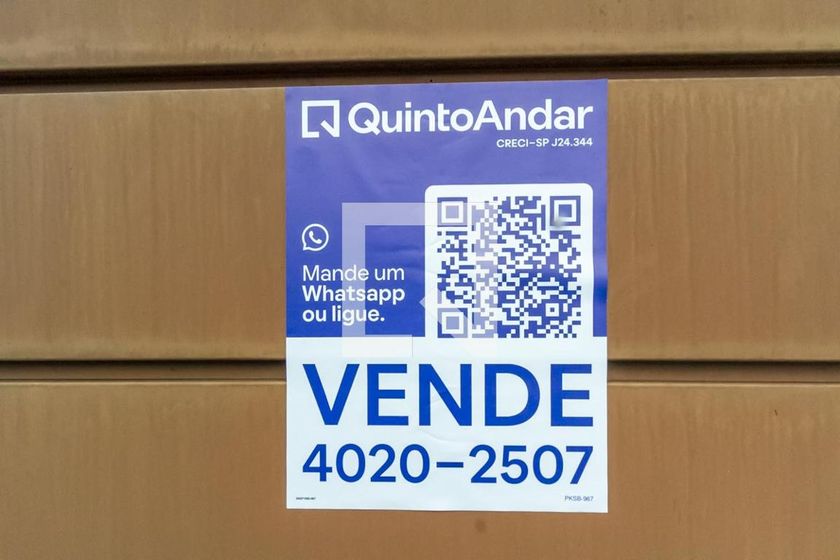 QuintoAndar
CRECI-SP J24.344
Mande um
Whatsapp
ou ligue.
VENDE
4020-2507
PKSB-967